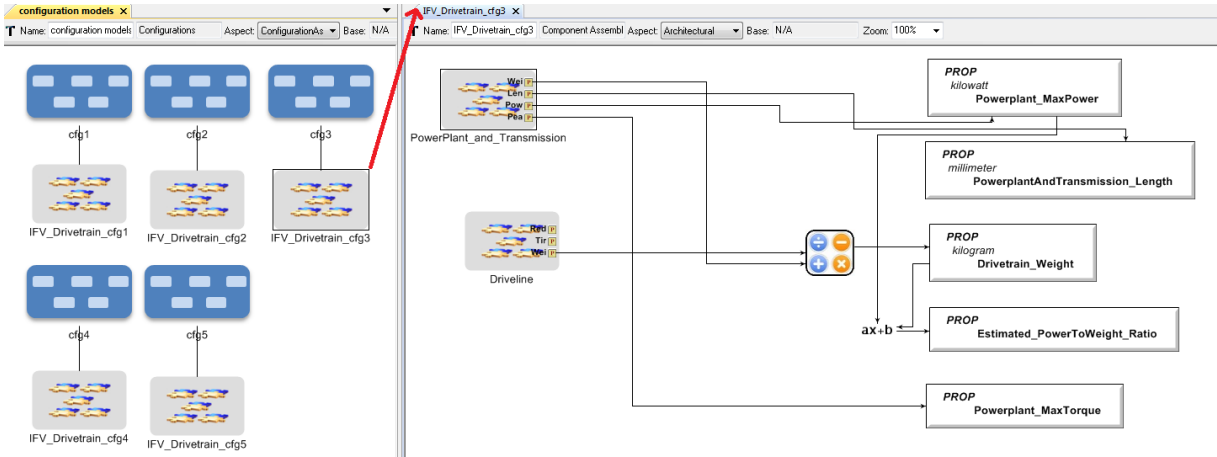 configuration models
Name: configuration models Configurations Aspect: ConfigurationAs Base: N/A
cfg1 cfg2 cfg3
IFV_Drivetrain_cfg1 IFV_Drivetrain_cfg2 IFV_Drivetrain_cfg3
cfg4 cfg5
IFV_Drivetrain_cfg4 IFV_Drivetrain_cfg5
IFV_Drivetrain_cfg3
Name: IFV_Drivetrain_cfg3 Component Assembl Aspect: Architectural Base: N/A Zoom: 100%
Wei P
Len P
Pow P
Pea P
PowerPlant_and_Transmission
PROP
kilowatt
Powerplant_MaxPower
PROP
millimeter
PowerplantAndTransmission_Length
Red P
Tir P
Wei P
Driveline
PROP
kilogram
Drivetrain_Weight
ax+b
PROP
Estimated_PowerToWeight_Ratio
PROP
Powerplant_MaxTorque